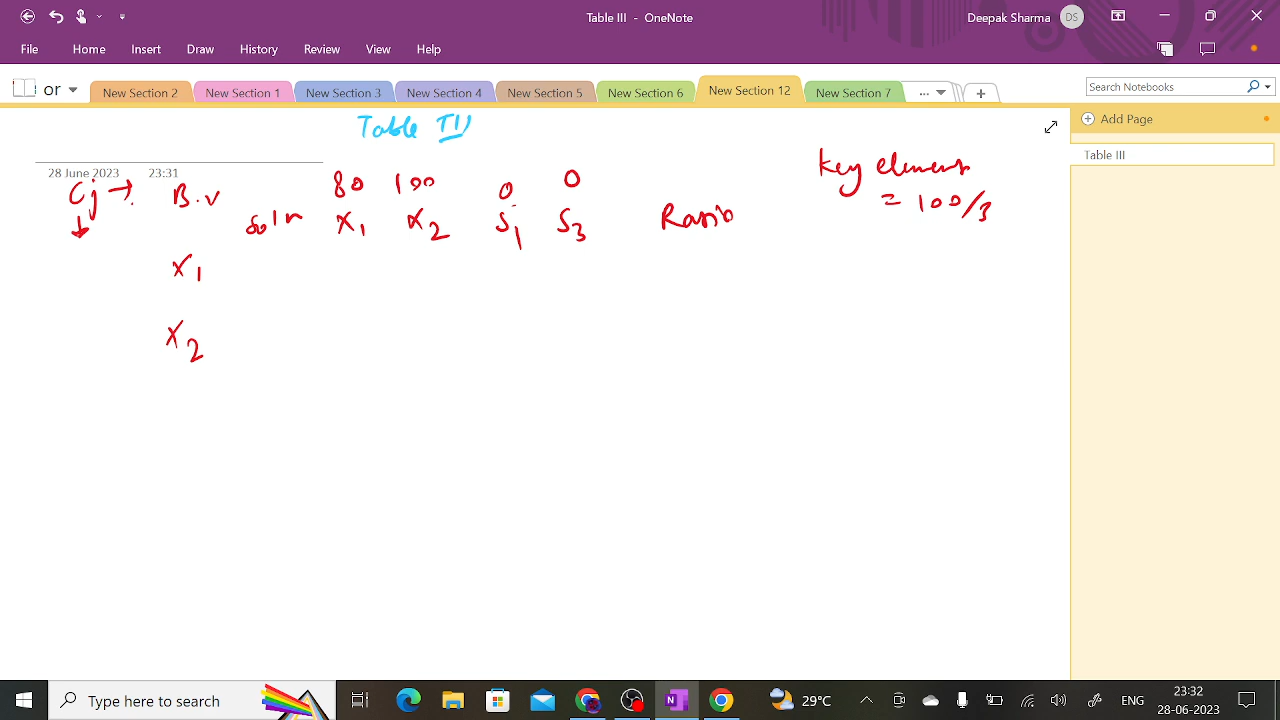 Table III - OneNote
Deepak Sharma DS
File Home Insert Draw History Review View Help
or New Section 2 New Section 1 New Section 3 New Section 4 New Section 5 New Section 6 New Section 12 New Section 7 ...
Search Notebooks
Add Page
Table III
Table III
28 June 2023 23:31
Key element
= 100/3
Cj → B.V 80 100 0 0
↓ soln X1 X2 S1 S3 Ratio
X1
X2
Type here to search
29°C
ENG
23:32
28-06-2023